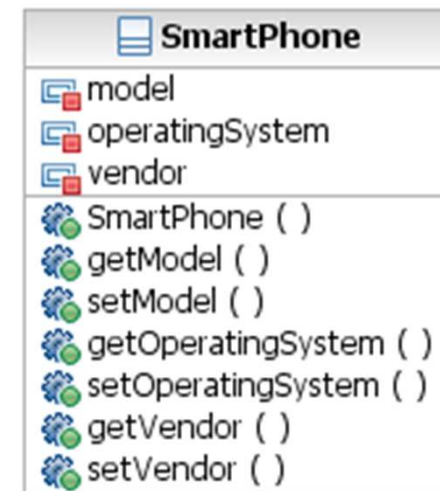 SmartPhone
model
operatingSystem
vendor
SmartPhone ( )
getModel ( )
setModel ( )
getOperatingSystem ( )
setOperatingSystem ( )
getVendor ( )
setVendor ( )